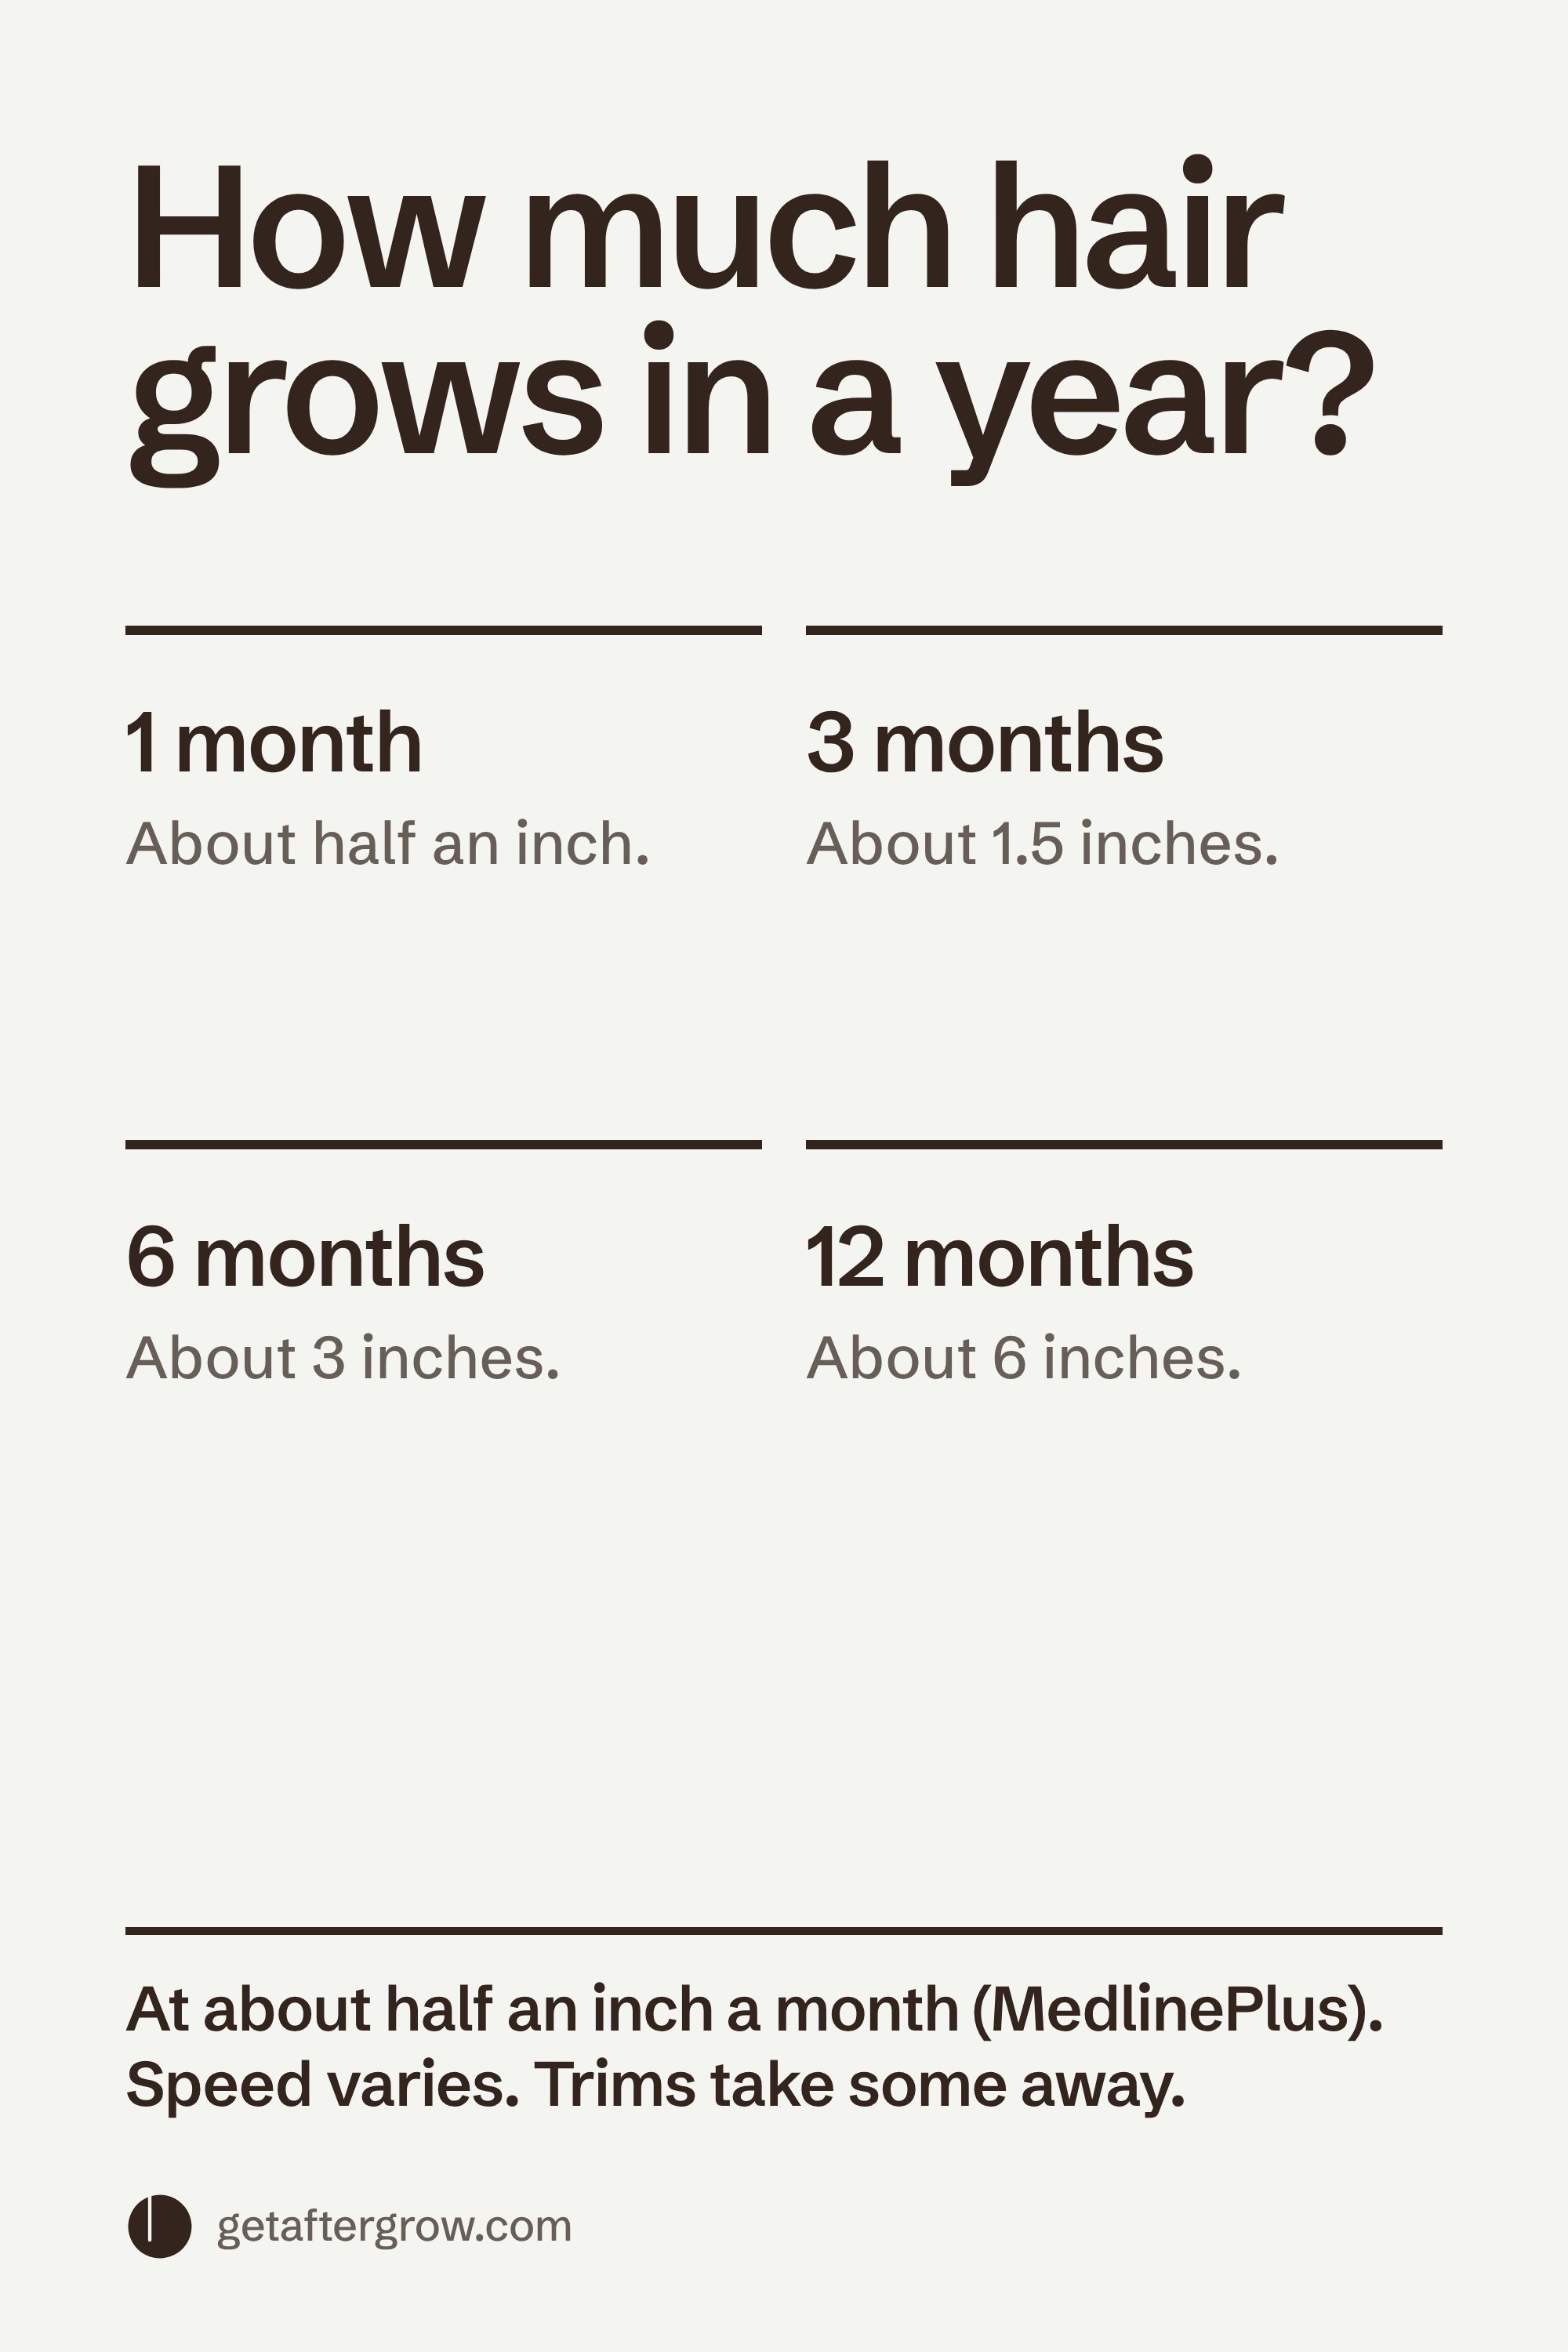 How much hair
grows in a year?
1 month
About half an inch.
3 months
About 1.5 inches.
6 months
About 3 inches.
12 months
About 6 inches.
At about half an inch a month (MedlinePlus).
Speed varies. Trims take some away.
getaftergrow.com